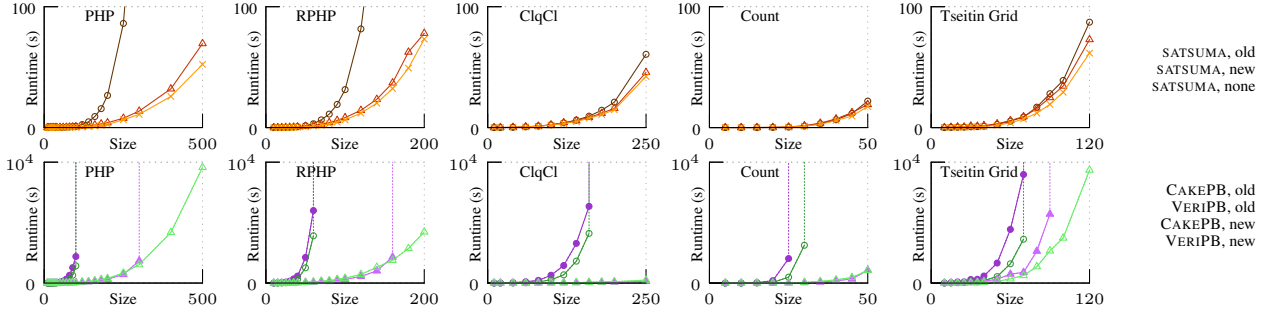 100
PHP
Runtime (s)
0
0
Size
500
100
RPHP
Runtime (s)
0
0
Size
200
100
ClqCl
Runtime (s)
0
0
Size
250
100
Count
Runtime (s)
0
0
Size
50
100
Tseitin Grid
Runtime (s)
0
0
Size
120
SATSUMA, old
SATSUMA, new
SATSUMA, none
10^4
PHP
Runtime (s)
0
0
Size
500
10^4
RPHP
Runtime (s)
0
0
Size
200
10^4
ClqCl
Runtime (s)
0
0
Size
250
10^4
Count
Runtime (s)
0
0
Size
50
10^4
Tseitin Grid
Runtime (s)
0
0
Size
120
CAKEPB, old
VERIPB, old
CAKEPB, new
VERIPB, new